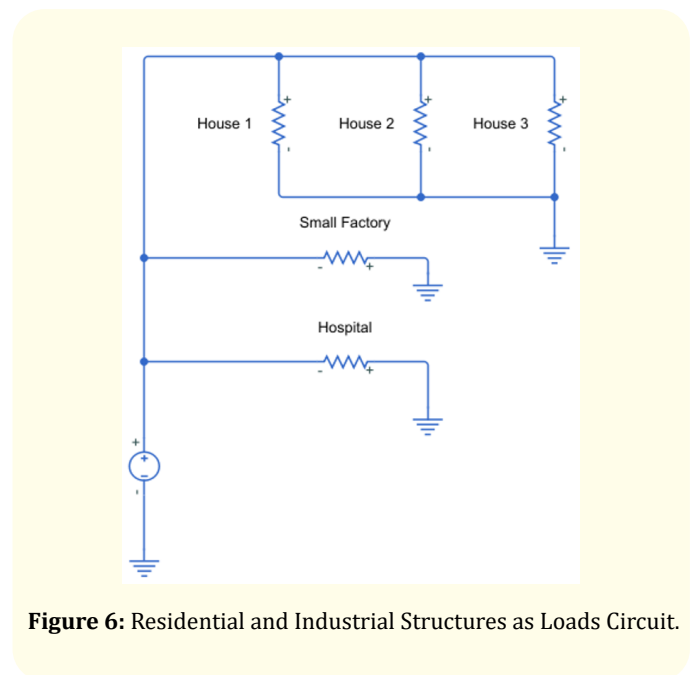 House 1
House 2
House 3
Small Factory
Hospital
Figure 6: Residential and Industrial Structures as Loads Circuit.